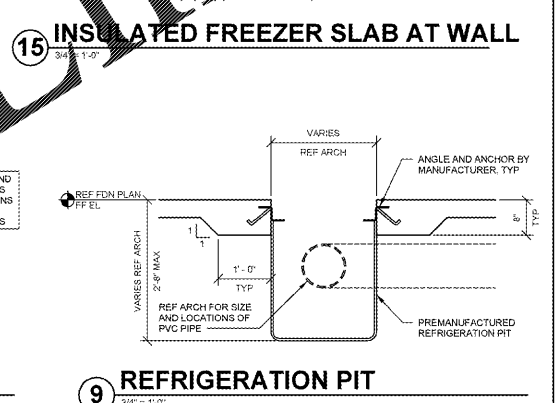 15 INSULATED FREEZER SLAB AT WALL
3/4" = 1'-0"
VARIES
REF ARCH
ANGLE AND ANCHOR BY
MANUFACTURER, TYP
REF FDN PLAN
FF EL
8"
TYP
1
1
VARIES REF ARCH
2'-8" MAX
1'-0"
TYP
REF ARCH FOR SIZE
AND LOCATIONS OF
PVC PIPE
PREMANUFACTURED
REFRIGERATION PIT
9 REFRIGERATION PIT
3/4" = 1'-0"